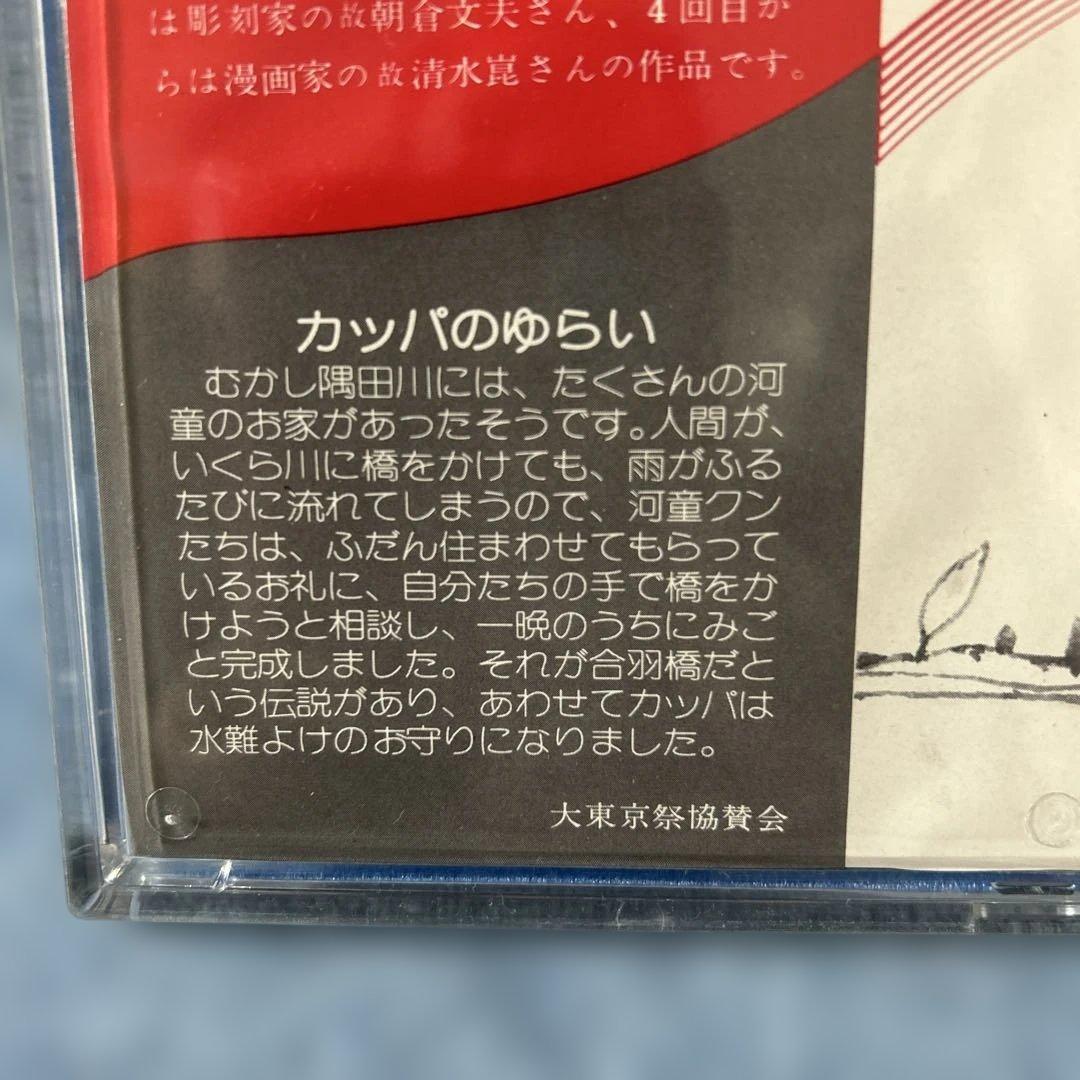 は彫刻家の故朝倉文夫さん、4回目か
らは漫画家の故清水崑さんの作品です。
カッパのゆらい
むかし隅田川には、たくさんの河
童のお家があったそうです。人間が、
いくら川に橋をかけても、雨がふる
たびに流れてしまうので、河童クン
たちは、ふだん住まわせてもらって
いるお礼に、自分たちの手で橋をか
けようと相談し、一晩のうちにみご
と完成しました。それが合羽橋だと
いう伝説があり、あわせてカッパは
水難よけのお守りになりました。
大東京祭協賛会